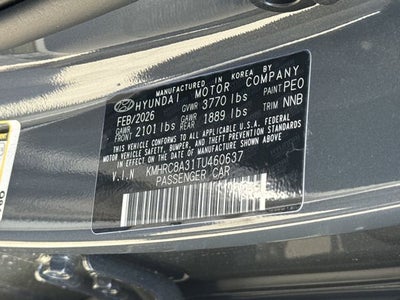 MANUFACTURED IN KOREA BY
HYUNDAI MOTOR COMPANY
FEB/2026 GVWR 3770 lbs PAINT PEO
GAWR FRT 2101 lbs GAWR REAR 1889 lbs TRIM NNB
THIS VEHICLE CONFORMS TO ALL APPLICABLE U.S.A. FEDERAL
MOTOR VEHICLE SAFETY, BUMPER, AND THEFT PREVENTION
STANDARDS IN EFFECT ON THE DATE OF MANUFACTURE SHOWN ABOVE.
V.I.N KMHRC8A31TU460637
PASSENGER CAR